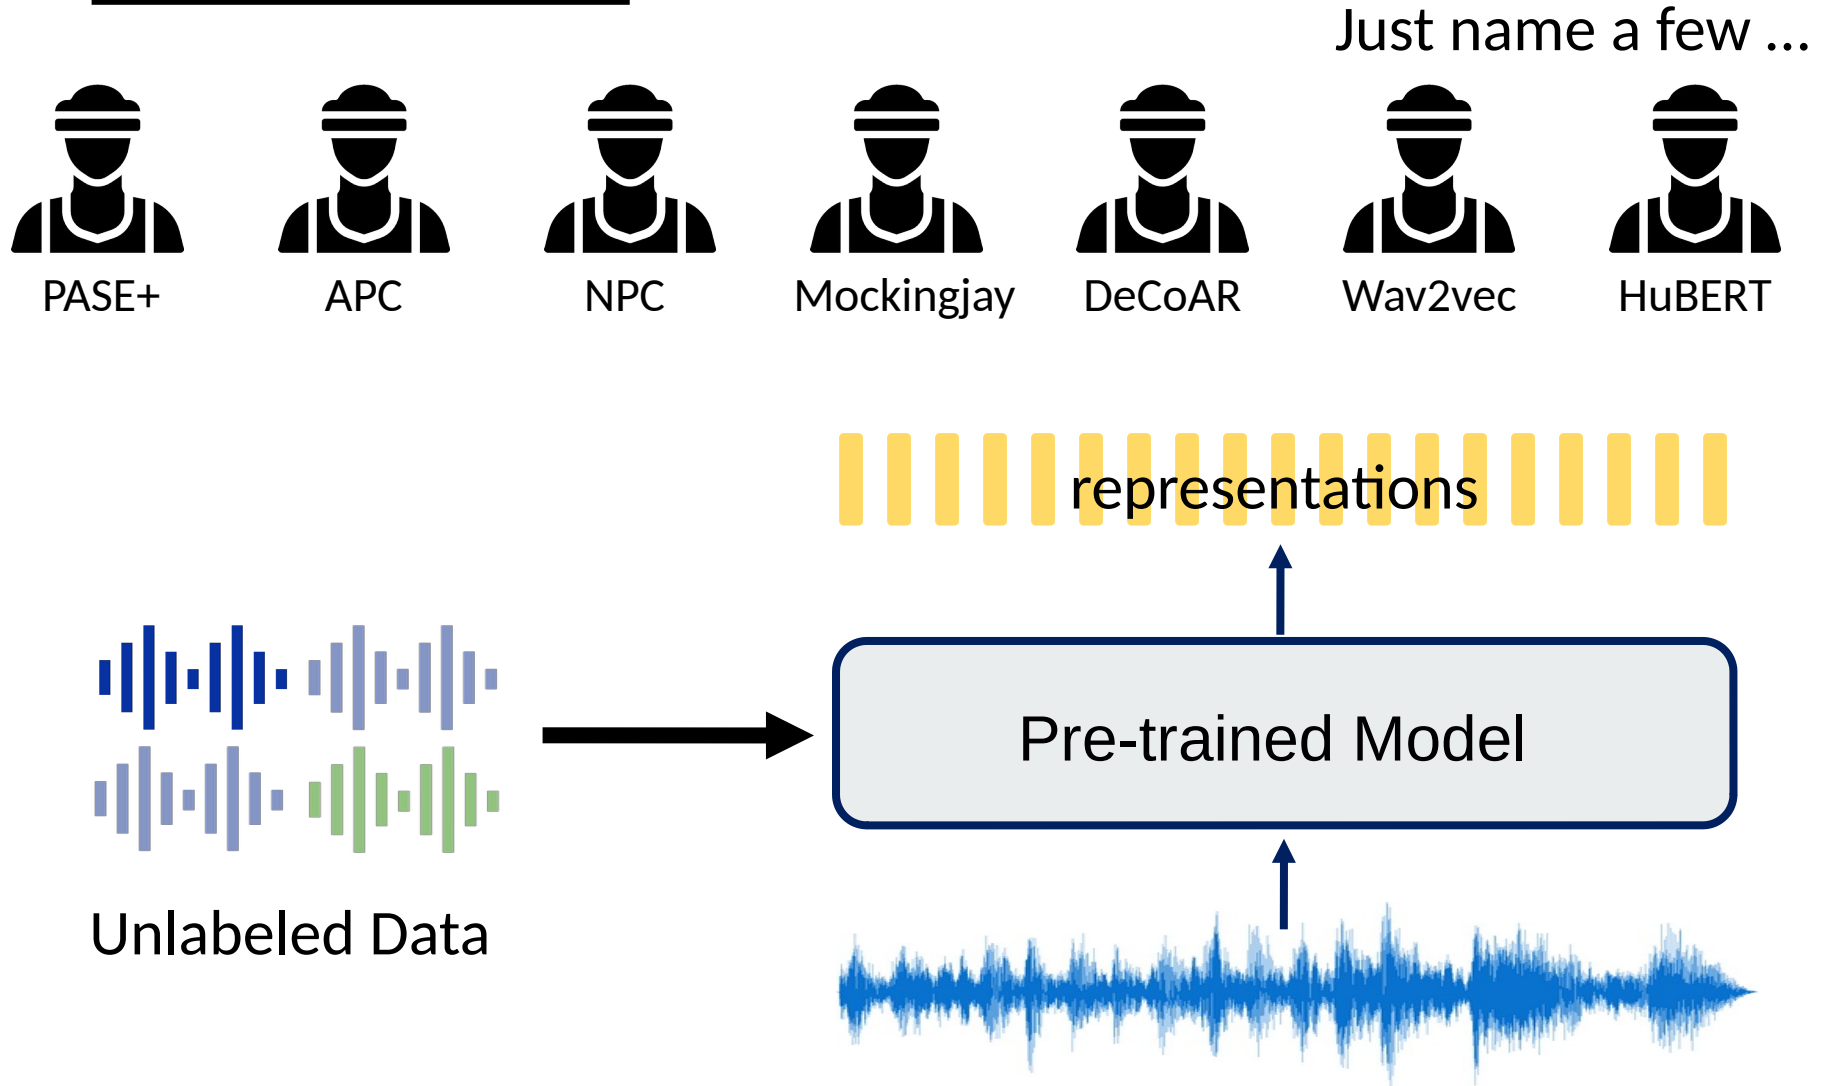 Just name a few ...
PASE+
APC
NPC
Mockingjay
DeCoAR
Wav2vec
HuBERT
representations
Pre-trained Model
Unlabeled Data